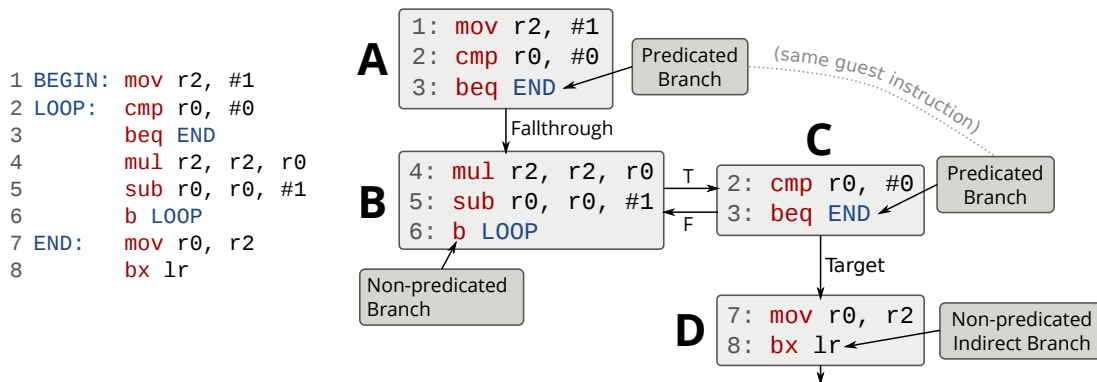 1 BEGIN: mov r2, #1
2 LOOP: cmp r0, #0
3 beq END
4 mul r2, r2, r0
5 sub r0, r0, #1
6 b LOOP
7 END: mov r0, r2
8 bx lr
A
1: mov r2, #1
2: cmp r0, #0
3: beq END
Predicated
Branch
(same guest instruction)
Fallthrough
B
4: mul r2, r2, r0
5: sub r0, r0, #1
6: b LOOP
T
F
C
2: cmp r0, #0
3: beq END
Predicated
Branch
Non-predicated
Branch
Target
D
7: mov r0, r2
8: bx lr
Non-predicated
Indirect Branch